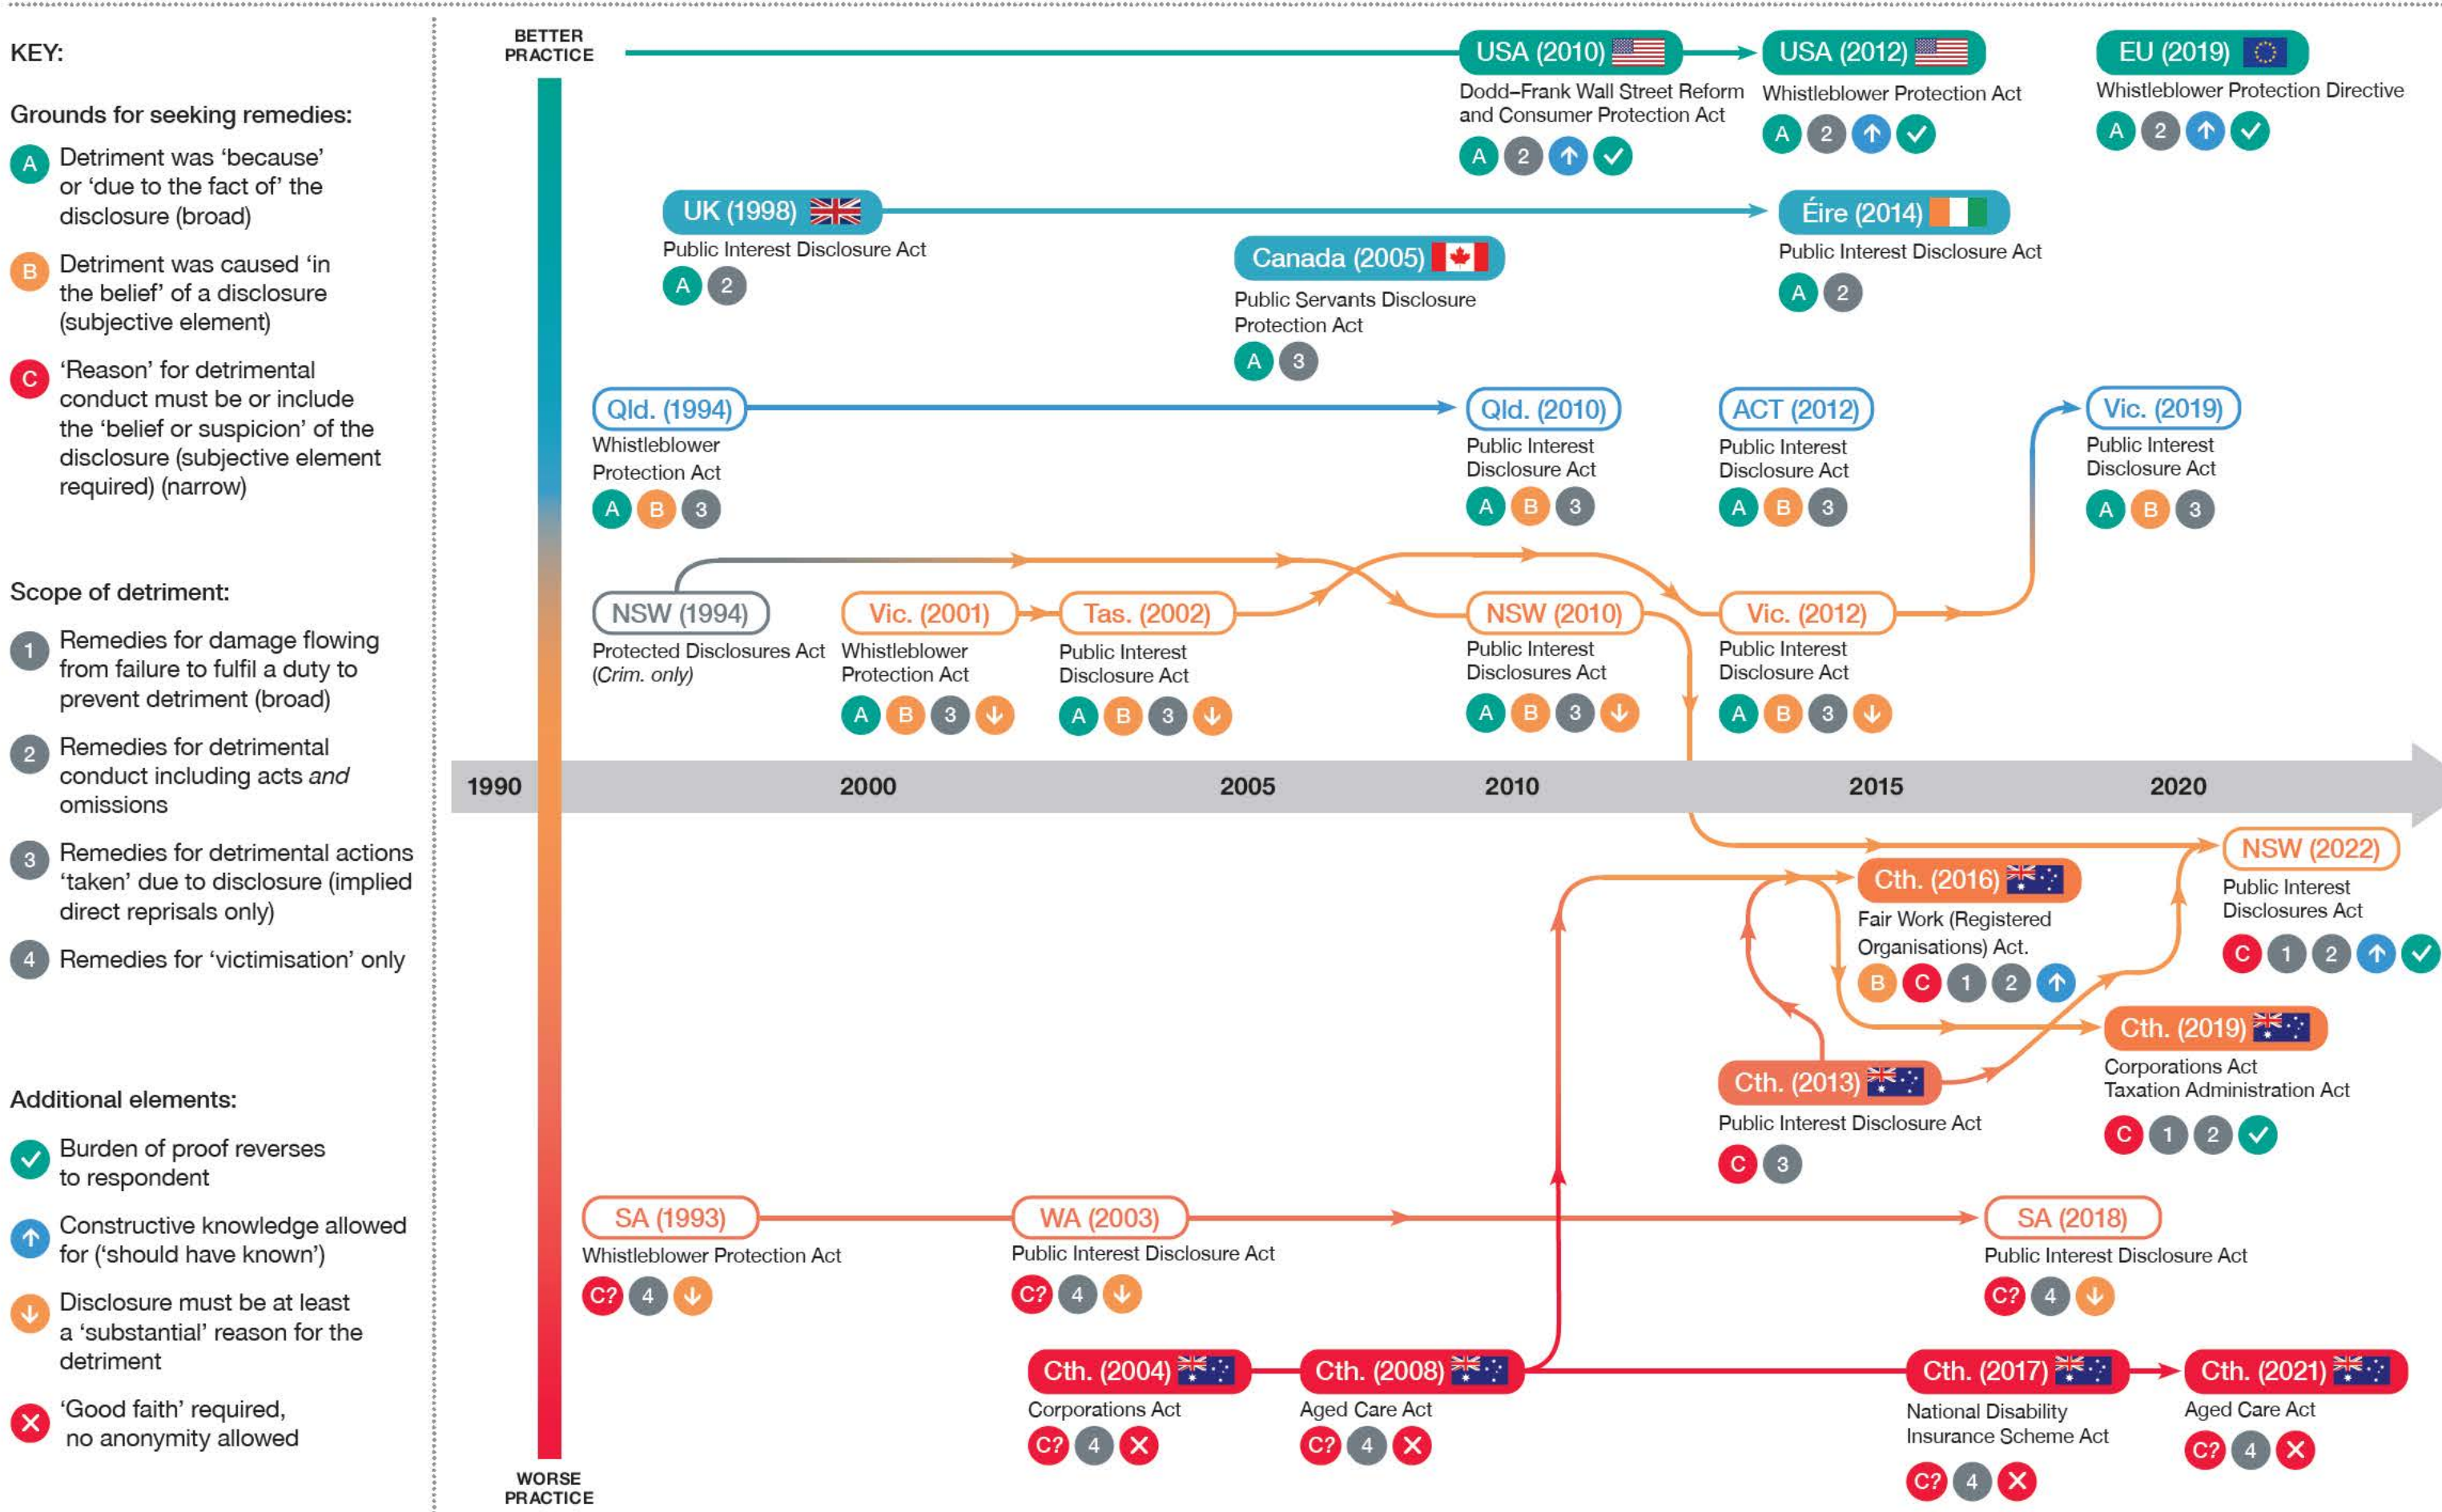 KEY:
Grounds for seeking remedies:
A
Detriment was ‘because’
or ‘due to the fact of’ the
disclosure (broad)
B
Detriment was caused ‘in
the belief’ of a disclosure
(subjective element)
C
‘Reason’ for detrimental
conduct must be or include
the ‘belief or suspicion’ of the
disclosure (subjective element
required) (narrow)
Scope of detriment:
1
Remedies for damage flowing
from failure to fulfil a duty to
prevent detriment (broad)
2
Remedies for detrimental
conduct including acts and
omissions
3
Remedies for detrimental actions
‘taken’ due to disclosure (implied
direct reprisals only)
4
Remedies for ‘victimisation’ only
Additional elements:
Burden of proof reverses
to respondent
Constructive knowledge allowed
for (‘should have known’)
Disclosure must be at least
a ‘substantial’ reason for the
detriment
‘Good faith’ required,
no anonymity allowed
BETTER
PRACTICE
USA (2010)
Dodd–Frank Wall Street Reform
and Consumer Protection Act
A 2
USA (2012)
Whistleblower Protection Act
A 2
EU (2019)
Whistleblower Protection Directive
A 2
UK (1998)
Public Interest Disclosure Act
A 2
Canada (2005)
Public Servants Disclosure
Protection Act
A 3
Éire (2014)
Public Interest Disclosure Act
A 2
Qld. (1994)
Whistleblower
Protection Act
A B 3
Qld. (2010)
Public Interest
Disclosure Act
A B 3
ACT (2012)
Public Interest
Disclosure Act
A B 3
Vic. (2019)
Public Interest
Disclosure Act
A B 3
NSW (1994)
Protected Disclosures Act
(Crim. only)
Vic. (2001)
Whistleblower
Protection Act
A B 3
Tas. (2002)
Public Interest
Disclosure Act
A B 3
NSW (2010)
Public Interest
Disclosures Act
A B 3
Vic. (2012)
Public Interest
Disclosure Act
A B 3
1990 2000 2005 2010 2015 2020
NSW (2022)
Public Interest
Disclosures Act
C 1 2
Cth. (2016)
Fair Work (Registered
Organisations) Act.
B C 1 2
Cth. (2019)
Corporations Act
Taxation Administration Act
C 1 2
Cth. (2013)
Public Interest Disclosure Act
C 3
SA (1993)
Whistleblower Protection Act
C? 4
WA (2003)
Public Interest Disclosure Act
C? 4
SA (2018)
Public Interest Disclosure Act
C? 4
Cth. (2004)
Corporations Act
C? 4
Cth. (2008)
Aged Care Act
C? 4
Cth. (2017)
National Disability
Insurance Scheme Act
C? 4
Cth. (2021)
Aged Care Act
C? 4
WORSE
PRACTICE